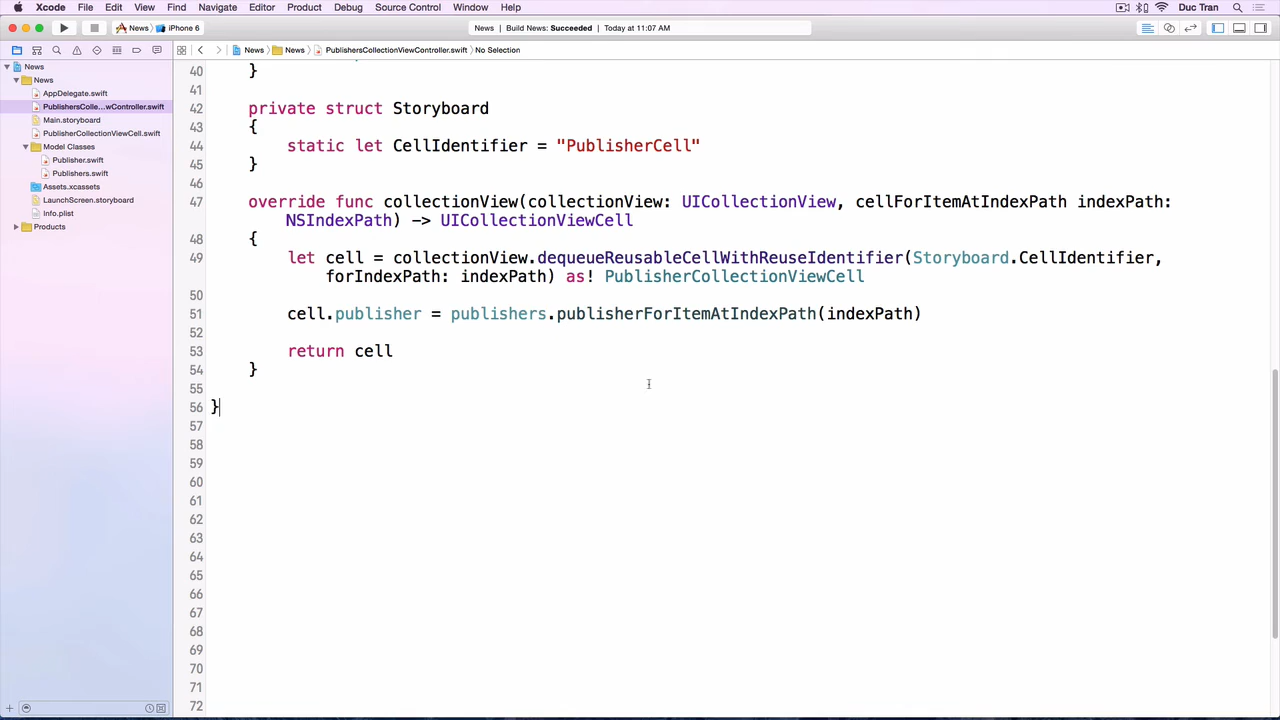 Xcode File Edit View Find Navigate Editor Product Debug Source Control Window Help Duc Tran
News iPhone 6 News | Build News: Succeeded | Today at 11:07 AM
News News PublishersCollectionViewController.swift No Selection
News
News
AppDelegate.swift
PublishersColle...wController.swift
Main.storyboard
PublisherCollectionViewCell.swift
Model Classes
Publisher.swift
Publishers.swift
Assets.xcassets
LaunchScreen.storyboard
Info.plist
Products
40 }
41
42 private struct Storyboard
43 {
44 static let CellIdentifier = "PublisherCell"
45 }
46
47 override func collectionView(collectionView: UICollectionView, cellForItemAtIndexPath indexPath:
NSIndexPath) -> UICollectionViewCell
48 {
49 let cell = collectionView.dequeueReusableCellWithReuseIdentifier(Storyboard.CellIdentifier,
forIndexPath: indexPath) as! PublisherCollectionViewCell
50
51 cell.publisher = publishers.publisherForItemAtIndexPath(indexPath)
52
53 return cell
54 }
55
56 }
57
58
59
60
61
62
63
64
65
66
67
68
69
70
71
72